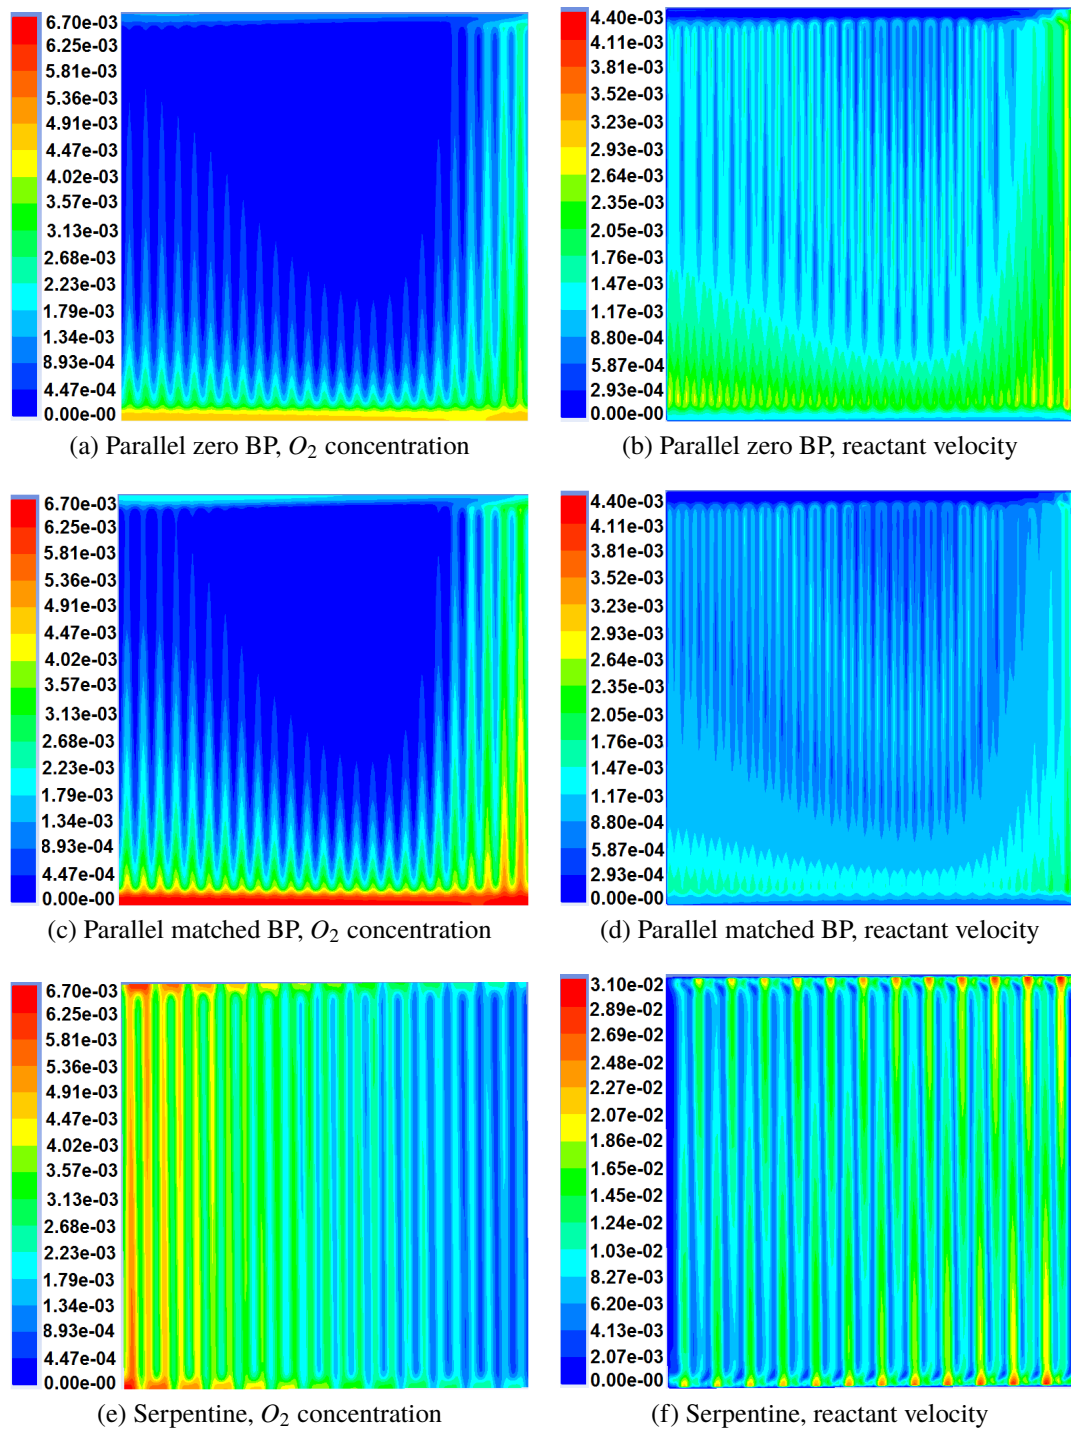 6.70e-03
6.25e-03
5.81e-03
5.36e-03
4.91e-03
4.47e-03
4.02e-03
3.57e-03
3.13e-03
2.68e-03
2.23e-03
1.79e-03
1.34e-03
8.93e-04
4.47e-04
0.00e+00
(a) Parallel zero BP, O2 concentration
4.40e-03
4.11e-03
3.81e-03
3.52e-03
3.23e-03
2.93e-03
2.64e-03
2.35e-03
2.05e-03
1.76e-03
1.47e-03
1.17e-03
8.80e-04
5.87e-04
2.93e-04
0.00e+00
(b) Parallel zero BP, reactant velocity
6.70e-03
6.25e-03
5.81e-03
5.36e-03
4.91e-03
4.47e-03
4.02e-03
3.57e-03
3.13e-03
2.68e-03
2.23e-03
1.79e-03
1.34e-03
8.93e-04
4.47e-04
0.00e+00
(c) Parallel matched BP, O2 concentration
4.40e-03
4.11e-03
3.81e-03
3.52e-03
3.23e-03
2.93e-03
2.64e-03
2.35e-03
2.05e-03
1.76e-03
1.47e-03
1.17e-03
8.80e-04
5.87e-04
2.93e-04
0.00e+00
(d) Parallel matched BP, reactant velocity
6.70e-03
6.25e-03
5.81e-03
5.36e-03
4.91e-03
4.47e-03
4.02e-03
3.57e-03
3.13e-03
2.68e-03
2.23e-03
1.79e-03
1.34e-03
8.93e-04
4.47e-04
0.00e+00
(e) Serpentine, O2 concentration
3.10e-02
2.89e-02
2.69e-02
2.48e-02
2.27e-02
2.07e-02
1.86e-02
1.65e-02
1.45e-02
1.24e-02
1.03e-02
8.27e-03
6.20e-03
4.13e-03
2.07e-03
0.00e+00
(f) Serpentine, reactant velocity